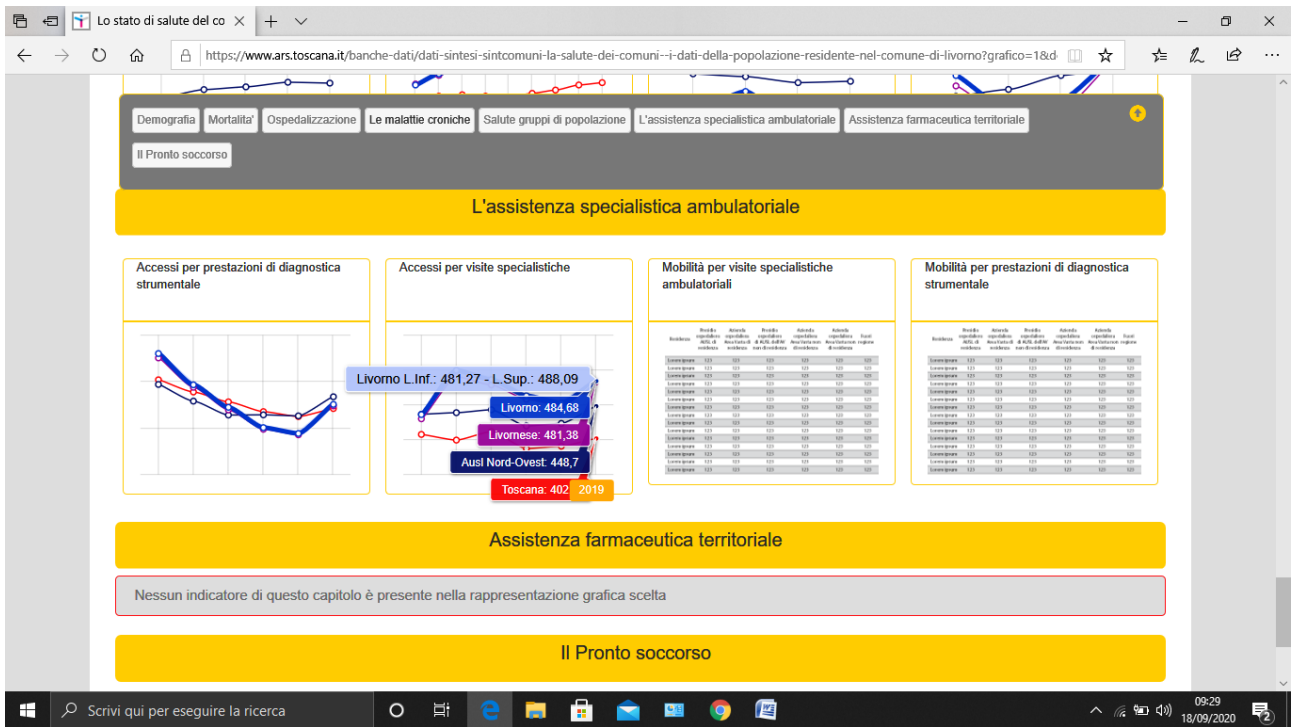 Lo stato di salute del co
https://www.ars.toscana.it/banche-dati/dati-sintesi-sintcomuni-la-salute-dei-comuni--i-dati-della-popolazione-residente-nel-comune-di-livorno?grafico=1&d
Demografia Mortalita' Ospedalizzazione Le malattie croniche Salute gruppi di popolazione L'assistenza specialistica ambulatoriale Assistenza farmaceutica territoriale
Il Pronto soccorso
L'assistenza specialistica ambulatoriale
Accessi per prestazioni di diagnostica
strumentale
Accessi per visite specialistiche
Livorno L.Inf.: 481,27 - L.Sup.: 488,09
Livorno: 484,68
Livornese: 481,38
Ausl Nord-Ovest: 448,7
Toscana: 402
2019
Mobilità per visite specialistiche
ambulatoriali
Mobilità per prestazioni di diagnostica
strumentale
Assistenza farmaceutica territoriale
Nessun indicatore di questo capitolo è presente nella rappresentazione grafica scelta
Il Pronto soccorso
Scrivi qui per eseguire la ricerca
09:29
18/09/2020
2